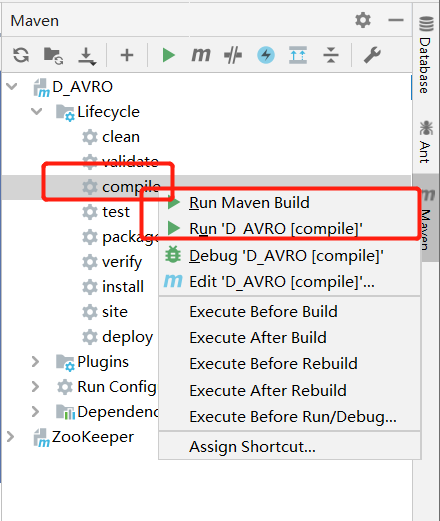 Maven
D_AVRO
Lifecycle
clean
validate
compile
test
package
verify
install
site
deploy
Plugins
Run Config
Dependenc
ZooKeeper
Run Maven Build
Run 'D_AVRO [compile]'
Debug 'D_AVRO [compile]'
Edit 'D_AVRO [compile]'...
Execute Before Build
Execute After Build
Execute Before Rebuild
Execute After Rebuild
Execute Before Run/Debug...
Assign Shortcut...
Database
Ant
Maven